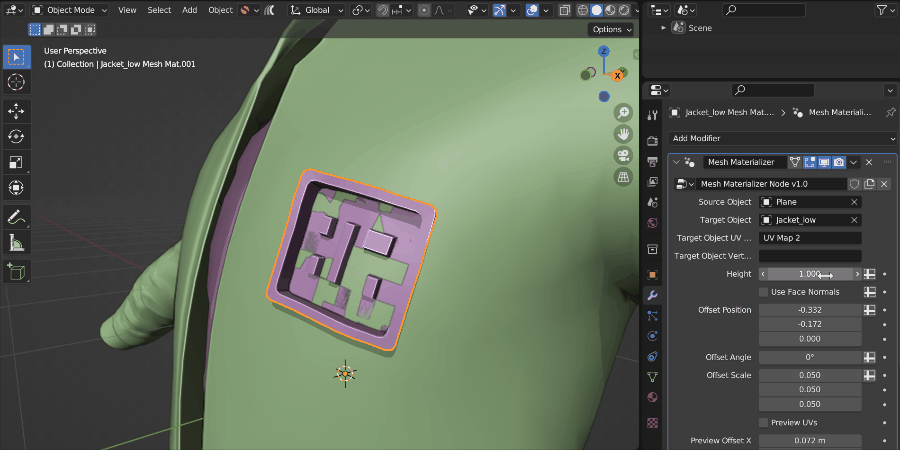 Object Mode
View
Select
Add
Object
Global
Options
User Perspective
(1) Collection | Jacket_low Mesh Mat.001
Z
X
Scene
Jacket_low Mesh Mat....
Mesh Materiali...
Add Modifier
Mesh Materializer
Mesh Materializer Node v1.0
Source Object
Plane
Target Object
Jacket_low
Target Object UV ...
UV Map 2
Target Object Vert...
Height
1.000
Use Face Normals
Offset Position
-0.332
-0.172
0.000
Offset Angle
0°
Offset Scale
0.050
0.050
0.050
Preview UVs
Preview Offset X
0.072 m